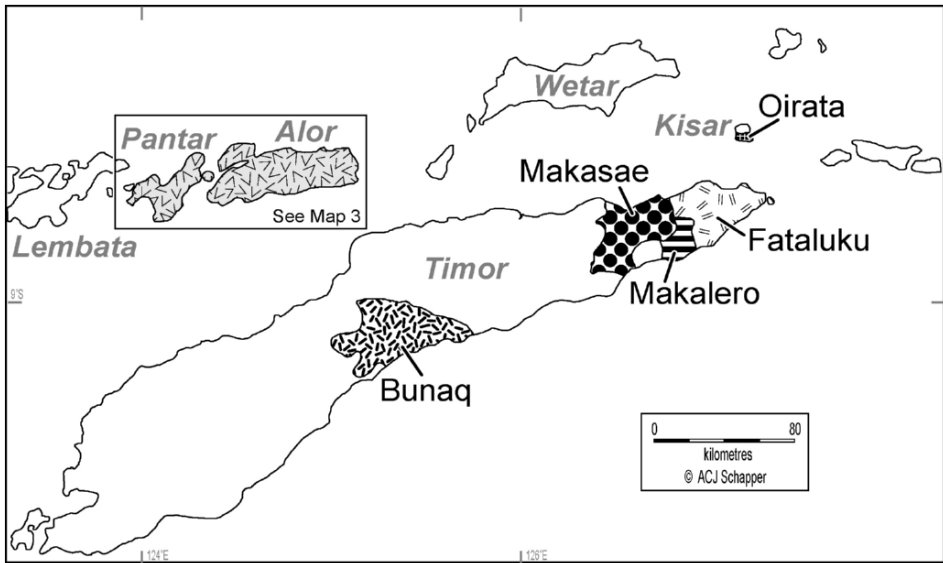 Wetar
Oirata
Kisar
Pantar
Alor
Makasae
See Map 3
Lembata
Fataluku
Timor
Makalero
9'S
Bunaq
0
80
kilometres
© ACJ Schapper
124'E
126'E